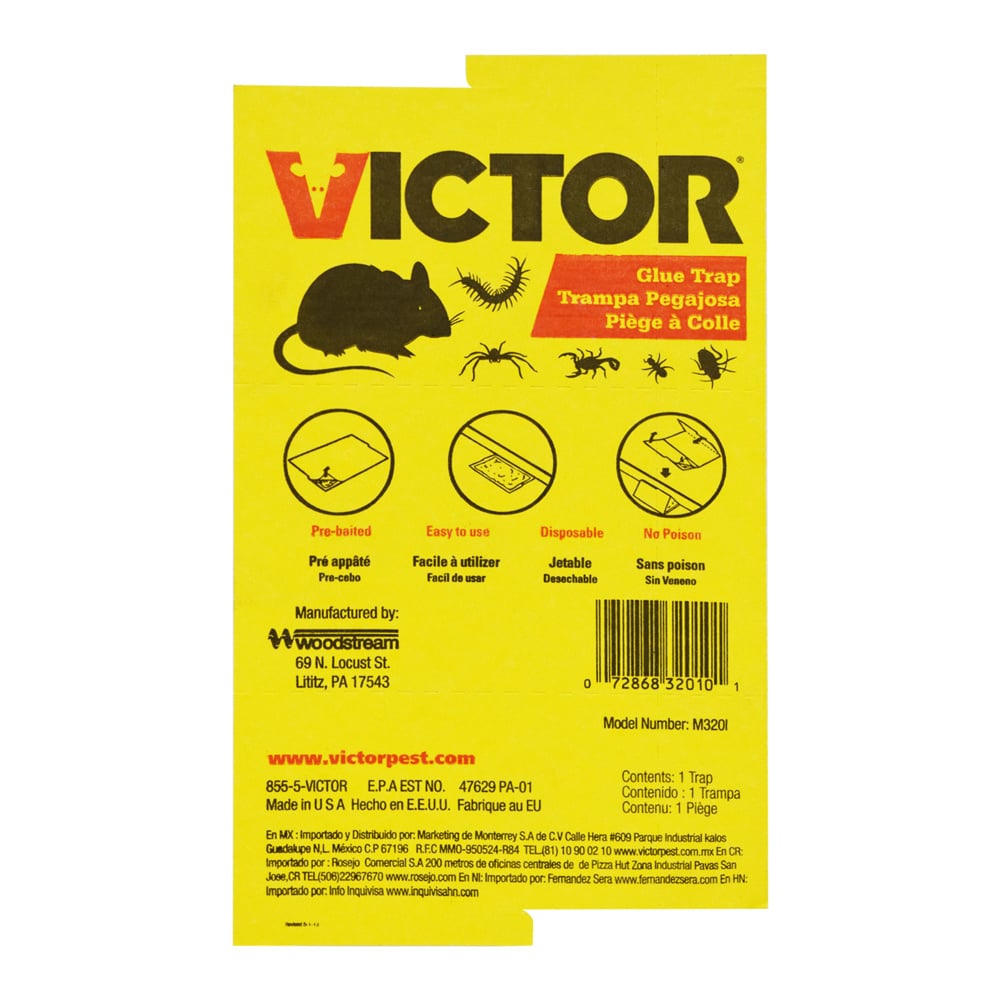 VICTOR®
Glue Trap
Trampa Pegajosa
Piège à Colle
Pre-baited Easy to use Disposable No Poison
Pré appâté Facile à utilizer Jetable Sans poison
Pre-cebo Facíl de usar Desechable Sin Veneno
Manufactured by:
woodstream
69 N. Locust St.
Lititz, PA 17543
0 72868 32010 1
Model Number: M320I
www.victorpest.com
855-5-VICTOR E.P.A EST NO. 47629 PA-01
Made in U S A Hecho en E.E.U.U. Fabrique au EU
Contents: 1 Trap
Contenido : 1 Trampa
Contenu: 1 Piège
En MX : Importado y Distribuido por: Marketing de Monterrey S.A de C.V Calle Hera #609 Parque Industrial kalos
Guadalupe N,L. México C.P 67196 R.F.C MMO-950524-R84 TEL.(81) 10 90 02 10 www.victorpest.com.mx En CR:
Importado por : Rosejo Comercial S.A 200 metros de oficinas centrales de de Pizza Hut Zona Industrial Pavas San
Jose,CR TEL(506)22967670 www.rosejo.com En NI: Importado por: Fernandez Sera www.fernandezsera.com En HN:
Importado por: Info Inquivisa www.inquivisahn.com